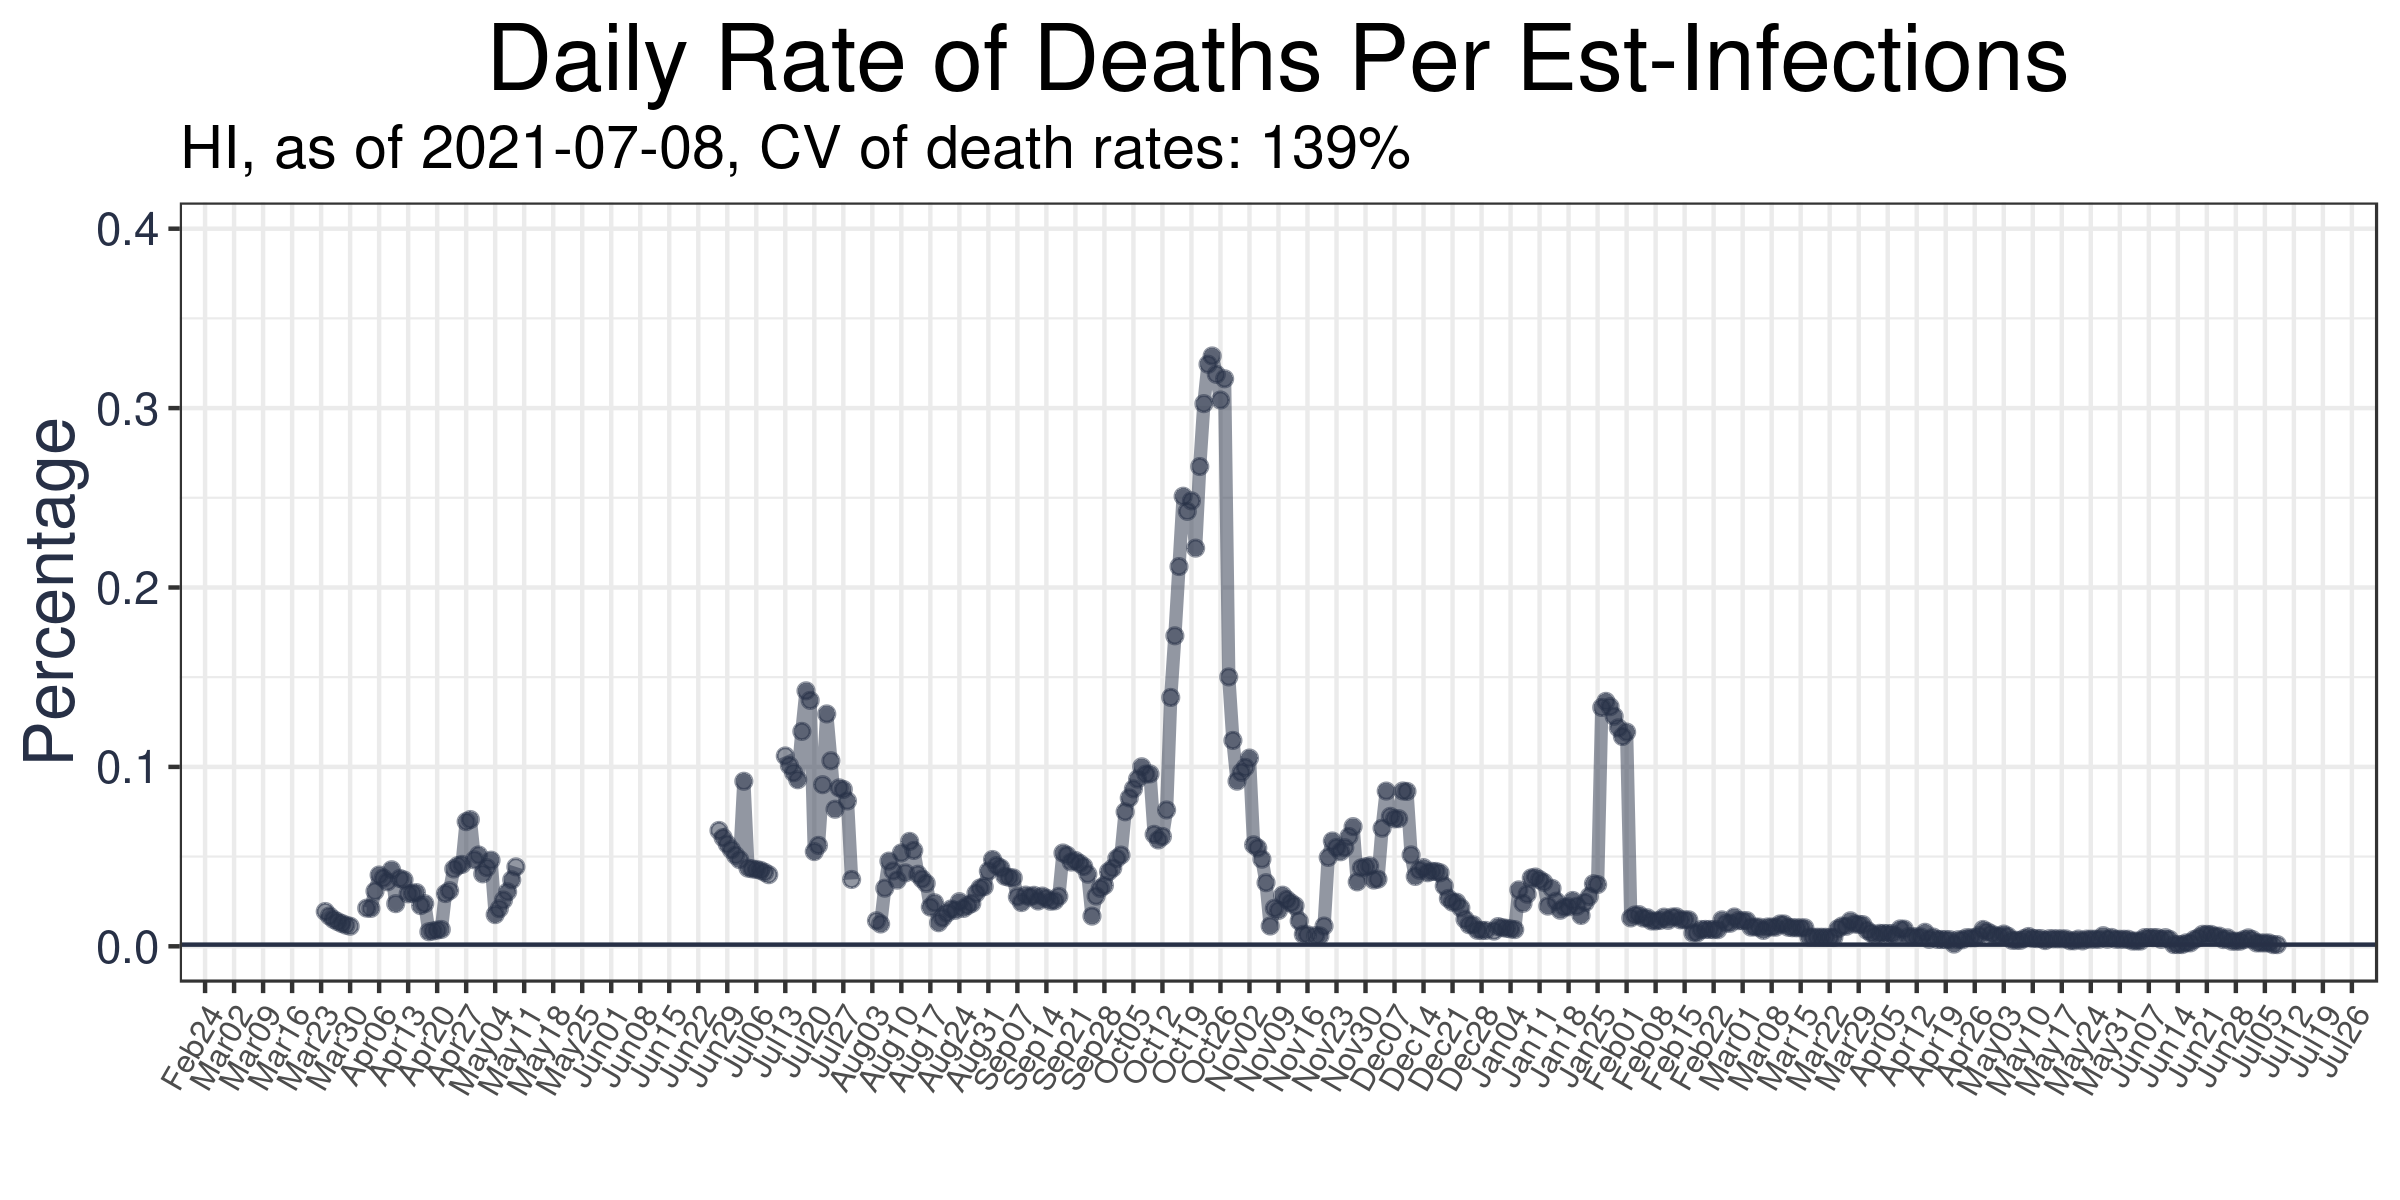 Daily Rate of Deaths Per Est-Infections
HI, as of 2021-07-08, CV of death rates: 139%
Percentage
0.4
0.3
0.2
0.1
0.0
Feb24
Mar02
Mar09
Mar16
Mar23
Mar30
Apr06
Apr13
Apr20
Apr27
May04
May11
May18
May25
Jun01
Jun08
Jun15
Jun22
Jun29
Jul06
Jul13
Jul20
Jul27
Aug03
Aug10
Aug17
Aug24
Aug31
Sep07
Sep14
Sep21
Sep28
Oct05
Oct12
Oct19
Oct26
Nov02
Nov09
Nov16
Nov23
Nov30
Dec07
Dec14
Dec21
Dec28
Jan04
Jan11
Jan18
Jan25
Feb01
Feb08
Feb15
Feb22
Mar01
Mar08
Mar15
Mar22
Mar29
Apr05
Apr12
Apr19
Apr26
May03
May10
May17
May24
May31
Jun07
Jun14
Jun21
Jun28
Jul05
Jul12
Jul19
Jul26